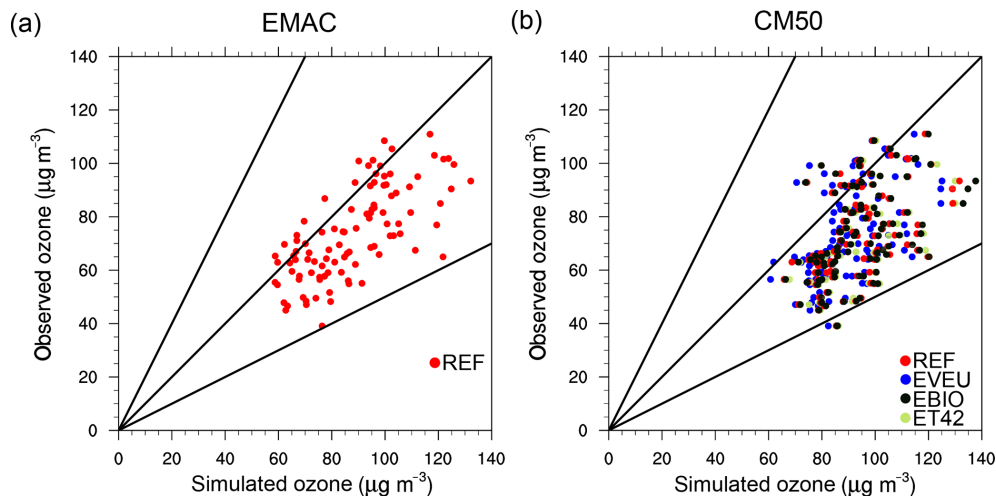 (a) EMAC
140
120
100
80
60
40
20
0
Observed ozone (µg m⁻³)
REF
0 20 40 60 80 100 120 140
Simulated ozone (µg m⁻³)
(b) CM50
140
120
100
80
60
40
20
0
Observed ozone (µg m⁻³)
REF
EVEU
EBIO
ET42
0 20 40 60 80 100 120 140
Simulated ozone (µg m⁻³)